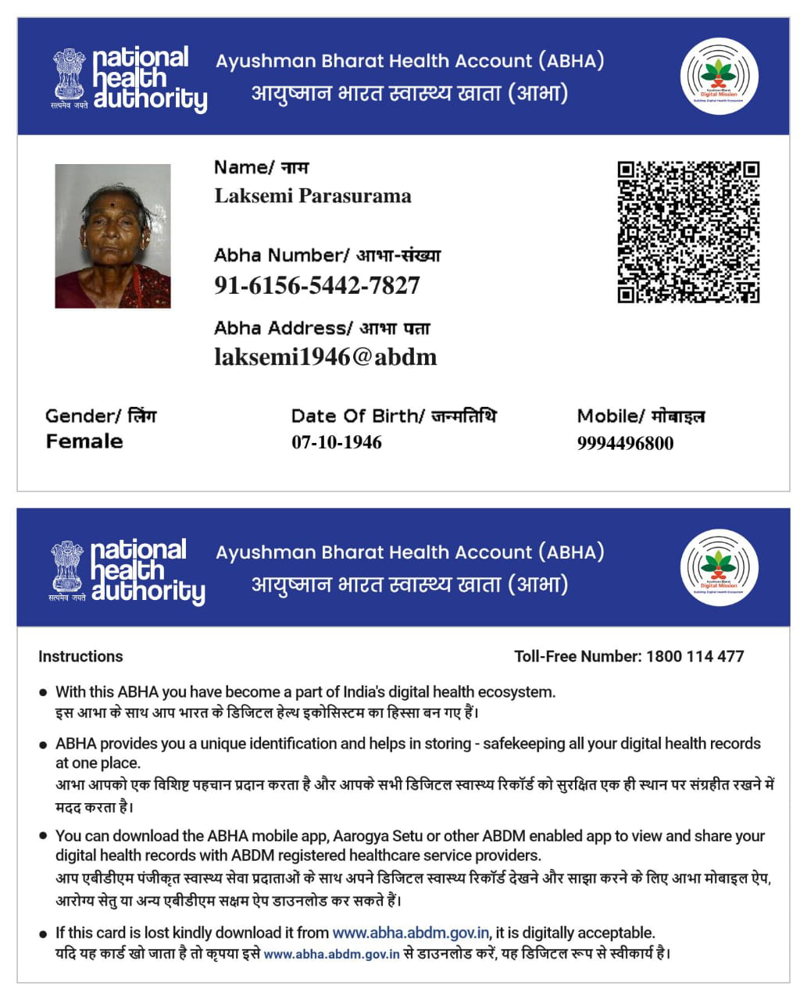 national
health
authority
सत्यमेव जयते
Ayushman Bharat Health Account (ABHA)
आयुष्मान भारत स्वास्थ्य खाता (आभा)
Ayushman Bharat
Digital Mission
Building Digital Health Ecosystem
Name/ नाम
Laksemi Parasurama
Abha Number/ आभा-संख्या
91-6156-5442-7827
Abha Address/ आभा पता
laksemi1946@abdm
Gender/ लिंग
Female
Date Of Birth/ जन्मतिथि
07-10-1946
Mobile/ मोबाइल
9994496800
national
health
authority
सत्यमेव जयते
Ayushman Bharat Health Account (ABHA)
आयुष्मान भारत स्वास्थ्य खाता (आभा)
Ayushman Bharat
Digital Mission
Building Digital Health Ecosystem
Instructions
Toll-Free Number: 1800 114 477
• With this ABHA you have become a part of India's digital health ecosystem.
इस आभा के साथ आप भारत के डिजिटल हेल्थ इकोसिस्टम का हिस्सा बन गए हैं।
• ABHA provides you a unique identification and helps in storing - safekeeping all your digital health records
at one place.
आभा आपको एक विशिष्ट पहचान प्रदान करता है और आपके सभी डिजिटल स्वास्थ्य रिकॉर्ड को सुरक्षित एक ही स्थान पर संग्रहीत रखने में
मदद करता है।
• You can download the ABHA mobile app, Aarogya Setu or other ABDM enabled app to view and share your
digital health records with ABDM registered healthcare service providers.
आप एबीडीएम पंजीकृत स्वास्थ्य सेवा प्रदाताओं के साथ अपने डिजिटल स्वास्थ्य रिकॉर्ड देखने और साझा करने के लिए आभा मोबाइल ऐप,
आरोग्य सेतु या अन्य एबीडीएम सक्षम ऐप डाउनलोड कर सकते हैं।
• If this card is lost kindly download it from www.abha.abdm.gov.in, it is digitally acceptable.
यदि यह कार्ड खो जाता है तो कृपया इसे www.abha.abdm.gov.in से डाउनलोड करें, यह डिजिटल रूप से स्वीकार्य है।